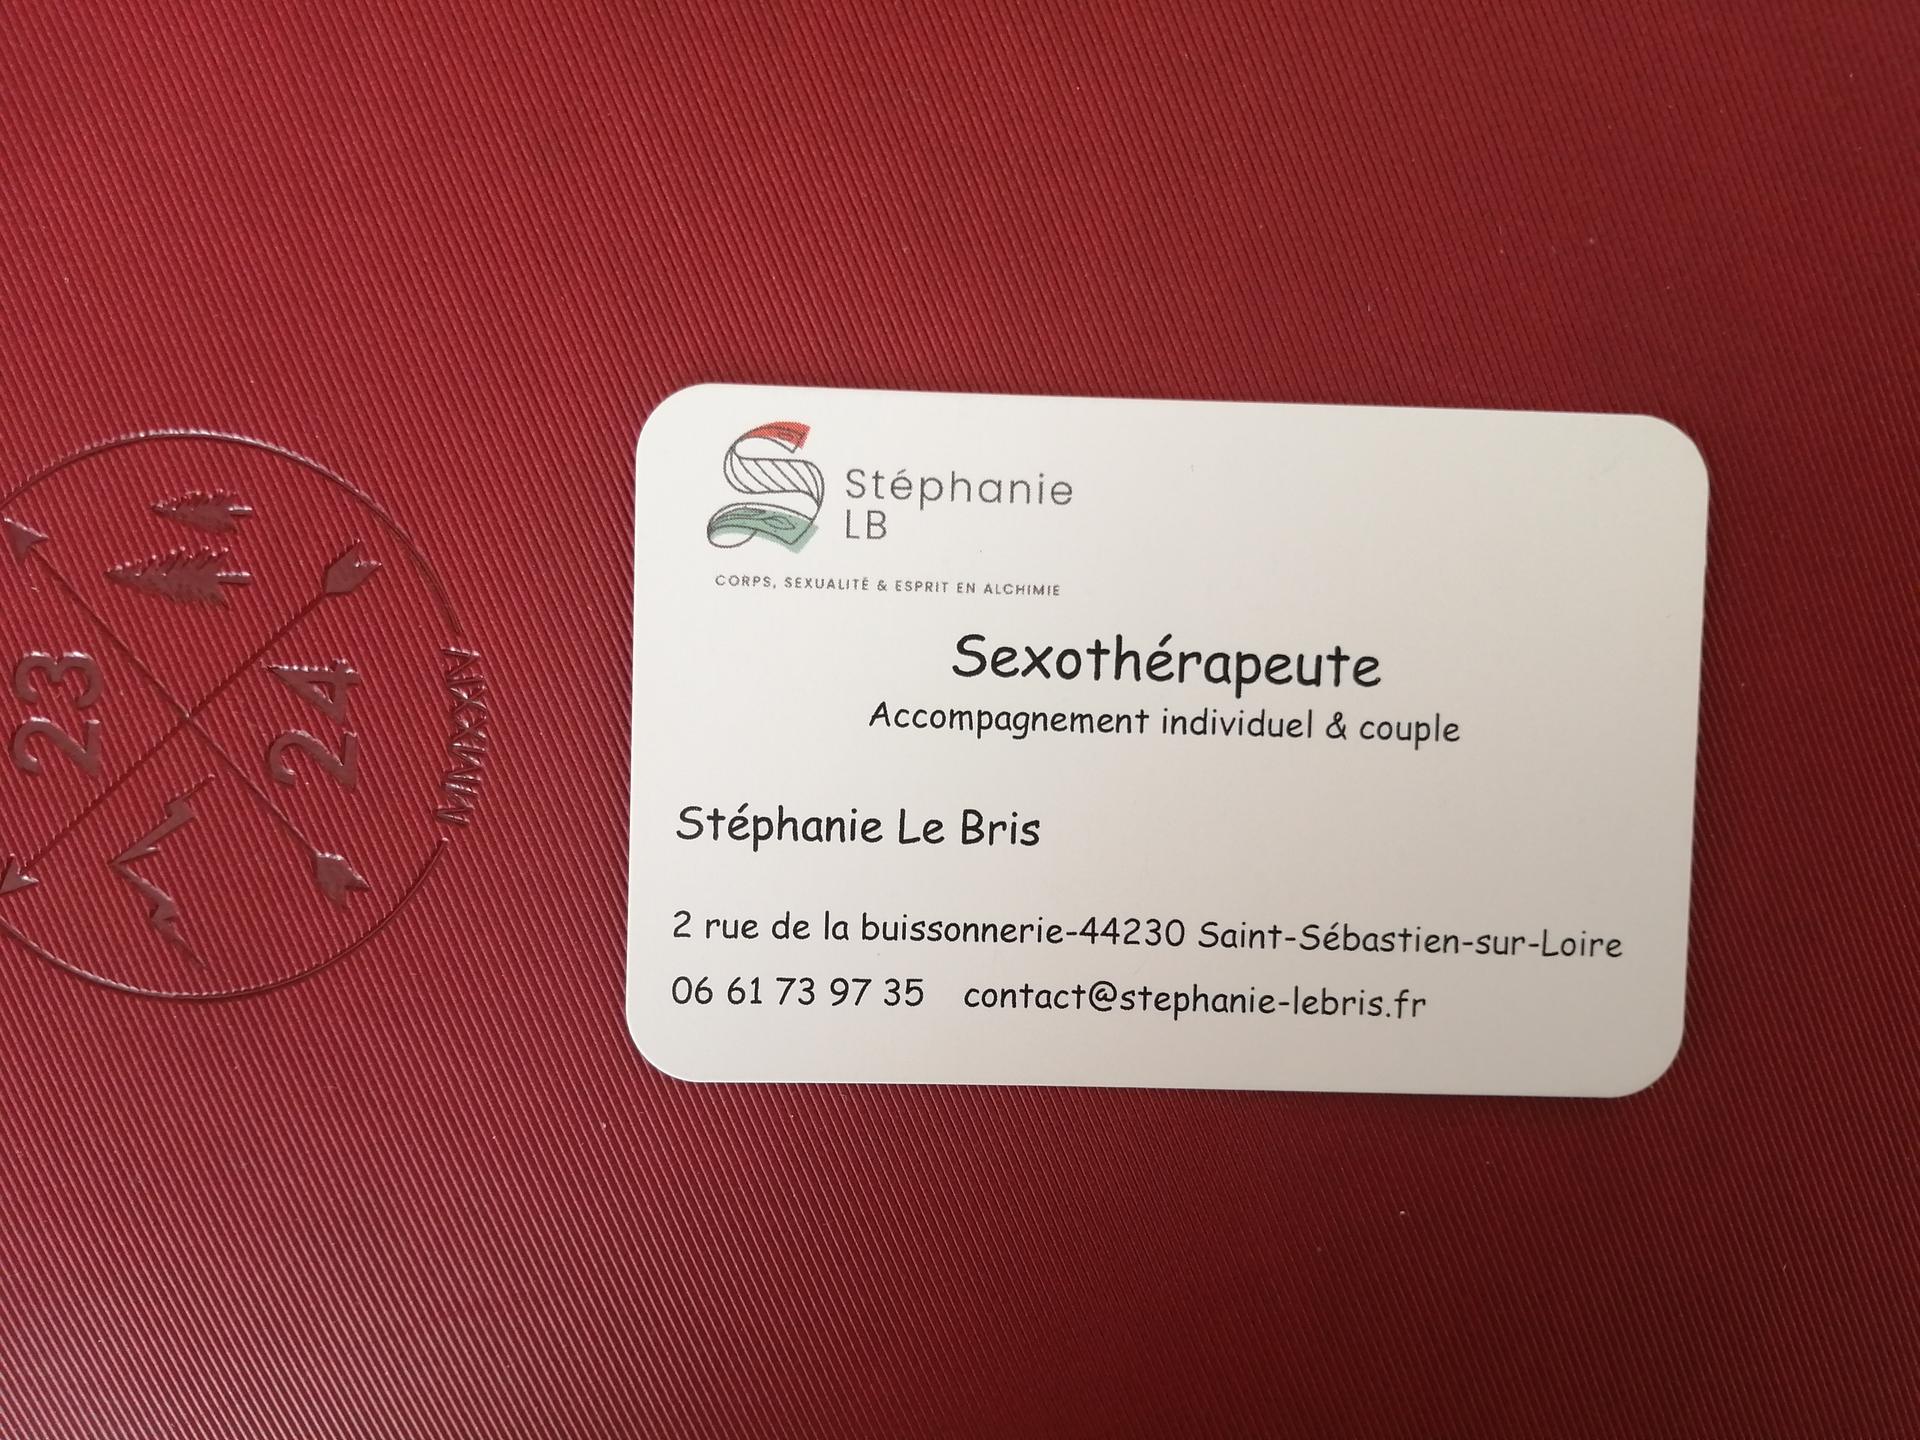 23
24
MMXXIV
Stéphanie
LB
CORPS, SEXUALITÉ & ESPRIT EN ALCHIMIE
Sexothérapeute
Accompagnement individuel & couple
Stéphanie Le Bris
2 rue de la buissonnerie-44230 Saint-Sébastien-sur-Loire
06 61 73 97 35 contact@stephanie-lebris.fr